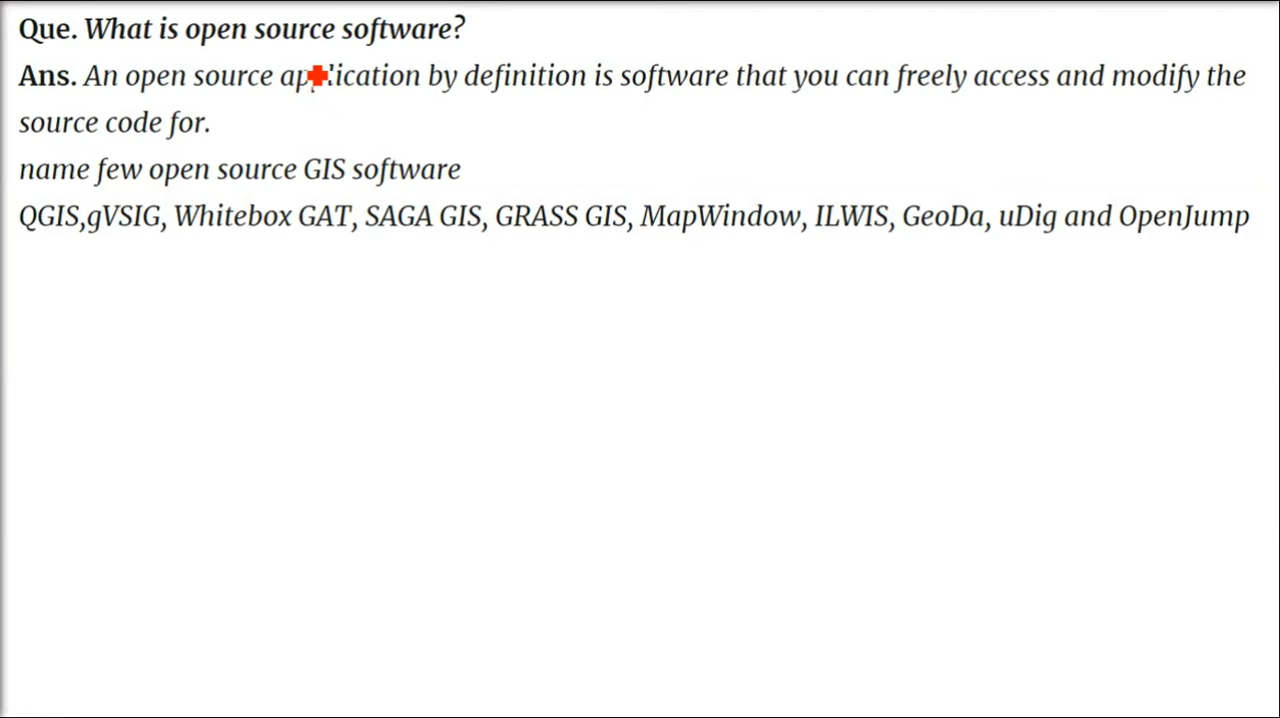 Que. What is open source software?
Ans. An open source application by definition is software that you can freely access and modify the
source code for.
name few open source GIS software
QGIS,gVSIG, Whitebox GAT, SAGA GIS, GRASS GIS, MapWindow, ILWIS, GeoDa, uDig and OpenJump